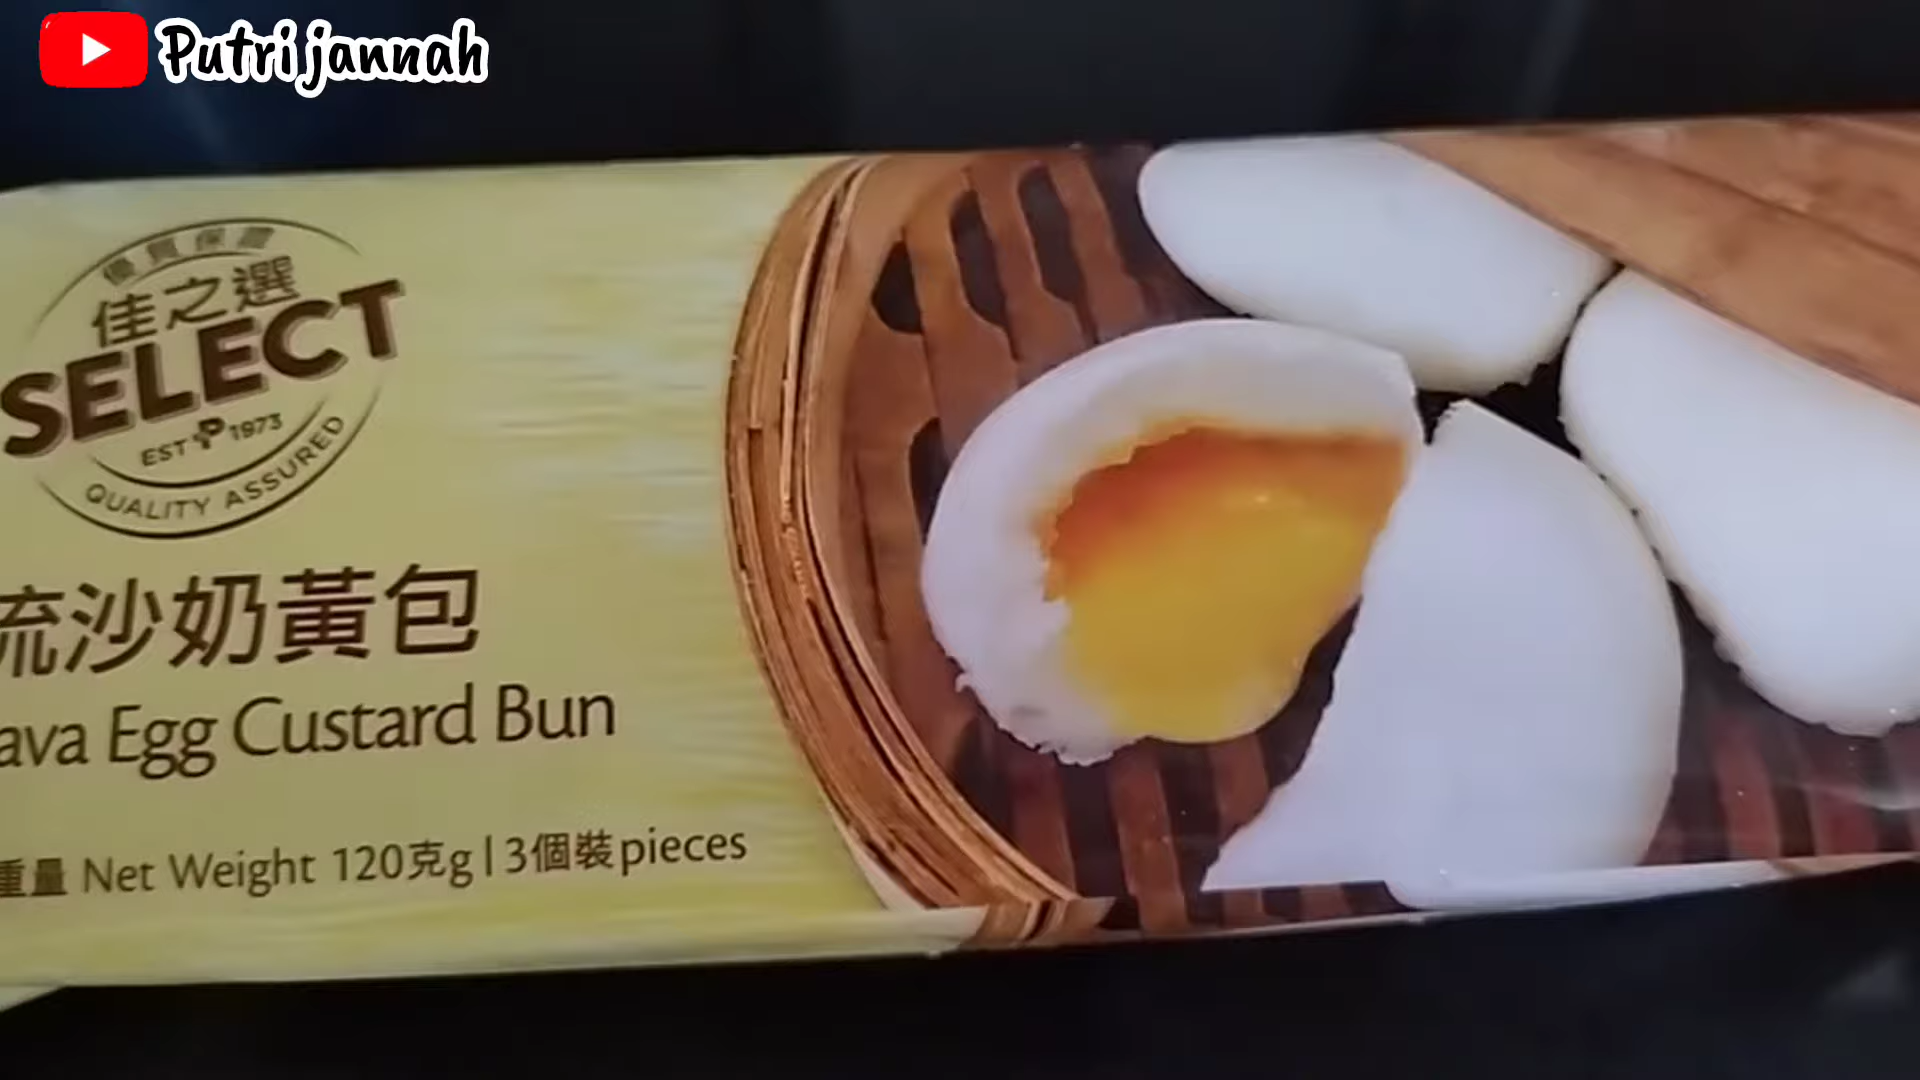 Putri jannah
優質保證
佳之選
SELECT
EST 1973
QUALITY ASSURED
流沙奶黃包
ava Egg Custard Bun
重量 Net Weight 120克g | 3個裝pieces